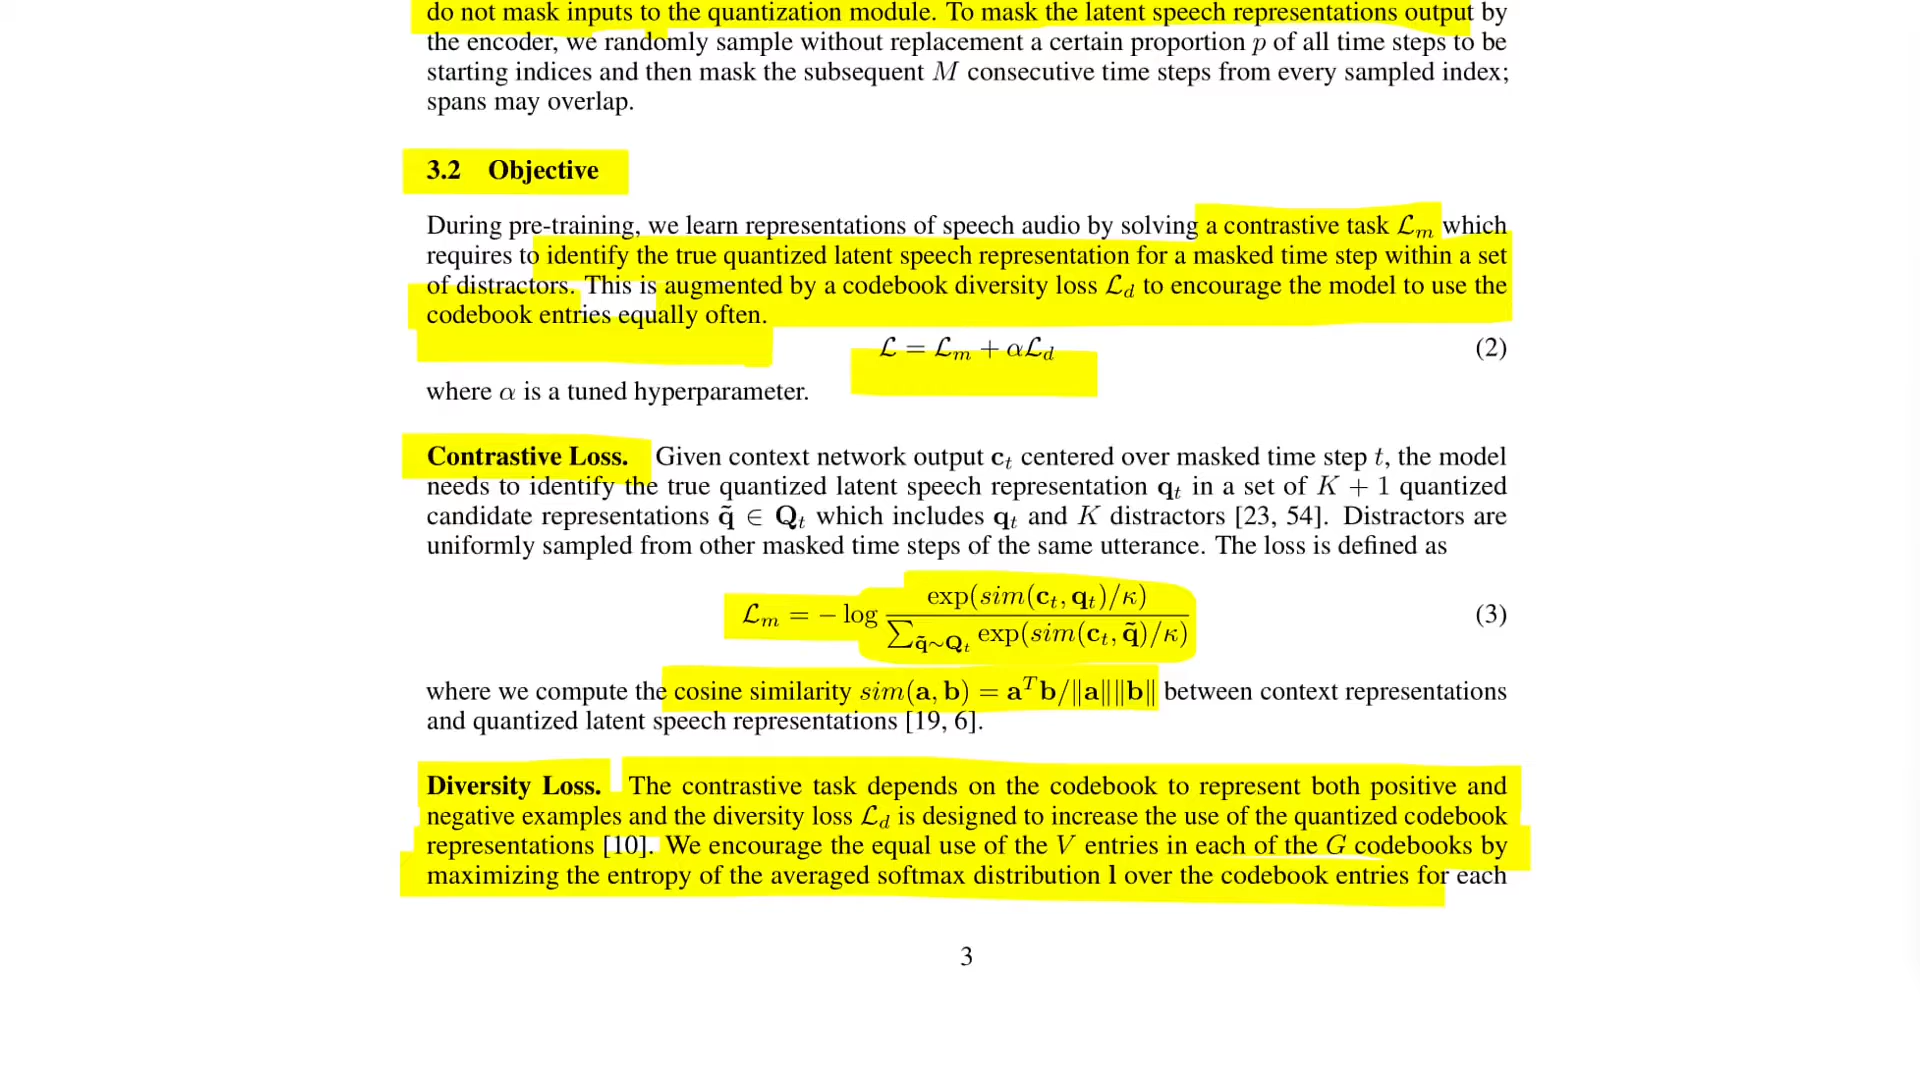 do not mask inputs to the quantization module. To mask the latent speech representations output by
the encoder, we randomly sample without replacement a certain proportion p of all time steps to be
starting indices and then mask the subsequent M consecutive time steps from every sampled index;
spans may overlap.
3.2 Objective
During pre-training, we learn representations of speech audio by solving a contrastive task ℒₘ which
requires to identify the true quantized latent speech representation for a masked time step within a set
of distractors. This is augmented by a codebook diversity loss ℒ_d to encourage the model to use the
codebook entries equally often.
ℒ = ℒₘ + αℒ_d (2)
where α is a tuned hyperparameter.
Contrastive Loss. Given context network output cₜ centered over masked time step t, the model
needs to identify the true quantized latent speech representation qₜ in a set of K + 1 quantized
candidate representations q̃ ∈ Qₜ which includes qₜ and K distractors [23, 54]. Distractors are
uniformly sampled from other masked time steps of the same utterance. The loss is defined as
ℒₘ = − log exp(sim(cₜ, qₜ)/κ) / ∑_{q̃∼Qₜ} exp(sim(cₜ, q̃)/κ) (3)
where we compute the cosine similarity sim(a, b) = aᵀb/‖a‖‖b‖ between context representations
and quantized latent speech representations [19, 6].
Diversity Loss. The contrastive task depends on the codebook to represent both positive and
negative examples and the diversity loss ℒ_d is designed to increase the use of the quantized codebook
representations [10]. We encourage the equal use of the V entries in each of the G codebooks by
maximizing the entropy of the averaged softmax distribution l over the codebook entries for each
3